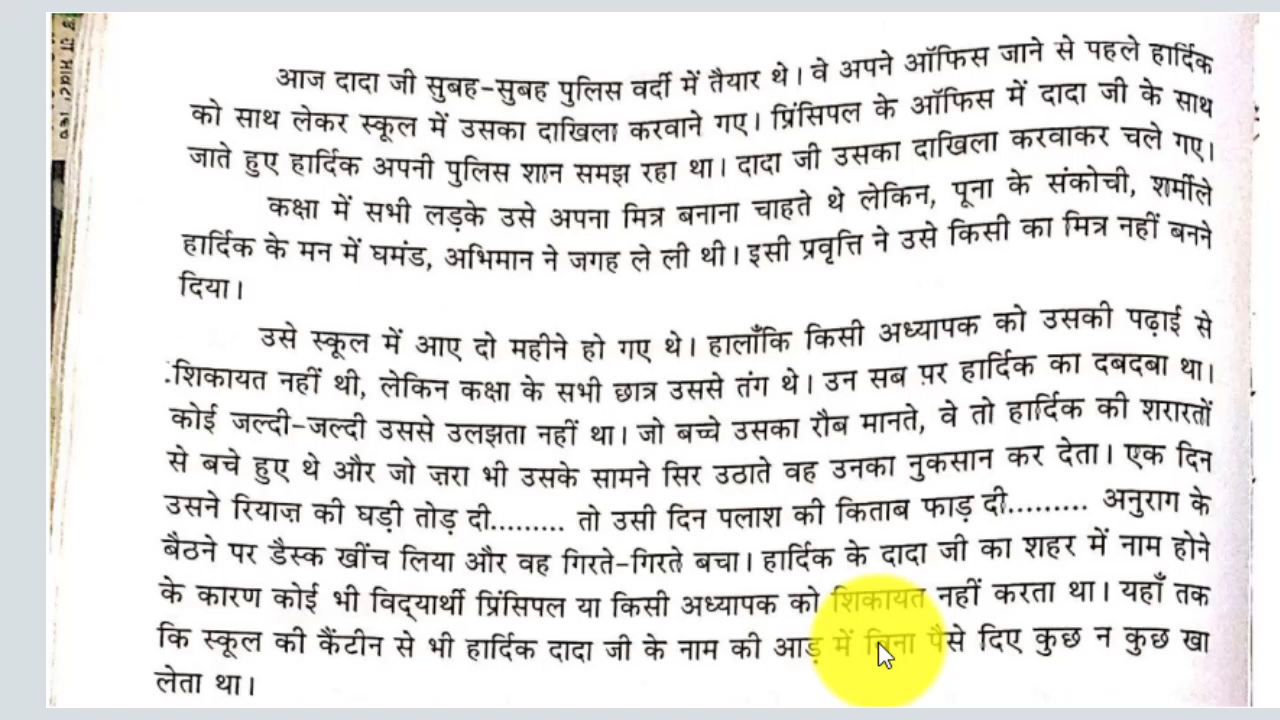 आज दादा जी सुबह-सुबह पुलिस वर्दी में तैयार थे। वे अपने ऑफिस जाने से पहले हार्दिक
को साथ लेकर स्कूल में उसका दाखिला करवाने गए। प्रिंसिपल के ऑफिस में दादा जी के साथ
जाते हुए हार्दिक अपनी पुलिस शान समझ रहा था। दादा जी उसका दाखिला करवाकर चले गए।
कक्षा में सभी लड़के उसे अपना मित्र बनाना चाहते थे लेकिन, पूना के संकोची, शर्मीले
हार्दिक के मन में घमंड, अभिमान ने जगह ले ली थी। इसी प्रवृत्ति ने उसे किसी का मित्र नहीं बनने
दिया।
उसे स्कूल में आए दो महीने हो गए थे। हालाँकि किसी अध्यापक को उसकी पढ़ाई से
शिकायत नहीं थी, लेकिन कक्षा के सभी छात्र उससे तंग थे। उन सब पर हार्दिक का दबदबा था।
कोई जल्दी-जल्दी उससे उलझता नहीं था। जो बच्चे उसका रौब मानते, वे तो हार्दिक की शरारतों
से बचे हुए थे और जो ज़रा भी उसके सामने सिर उठाते वह उनका नुकसान कर देता। एक दिन
उसने रियाज़ की घड़ी तोड़ दी......... तो उसी दिन पलाश की किताब फाड़ दी......... अनुराग के
बैठने पर डैस्क खींच लिया और वह गिरते-गिरते बचा। हार्दिक के दादा जी का शहर में नाम होने
के कारण कोई भी विद्यार्थी प्रिंसिपल या किसी अध्यापक को शिकायत नहीं करता था। यहाँ तक
कि स्कूल की कैंटीन से भी हार्दिक दादा जी के नाम की आड़ में बिना पैसे दिए कुछ न कुछ खा
लेता था।